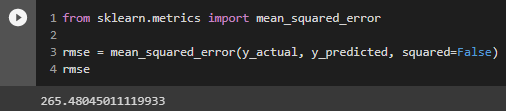 1 from sklearn.metrics import mean_squared_error
2
3 rmse = mean_squared_error(y_actual, y_predicted, squared=False)
4 rmse
265.48045011119933